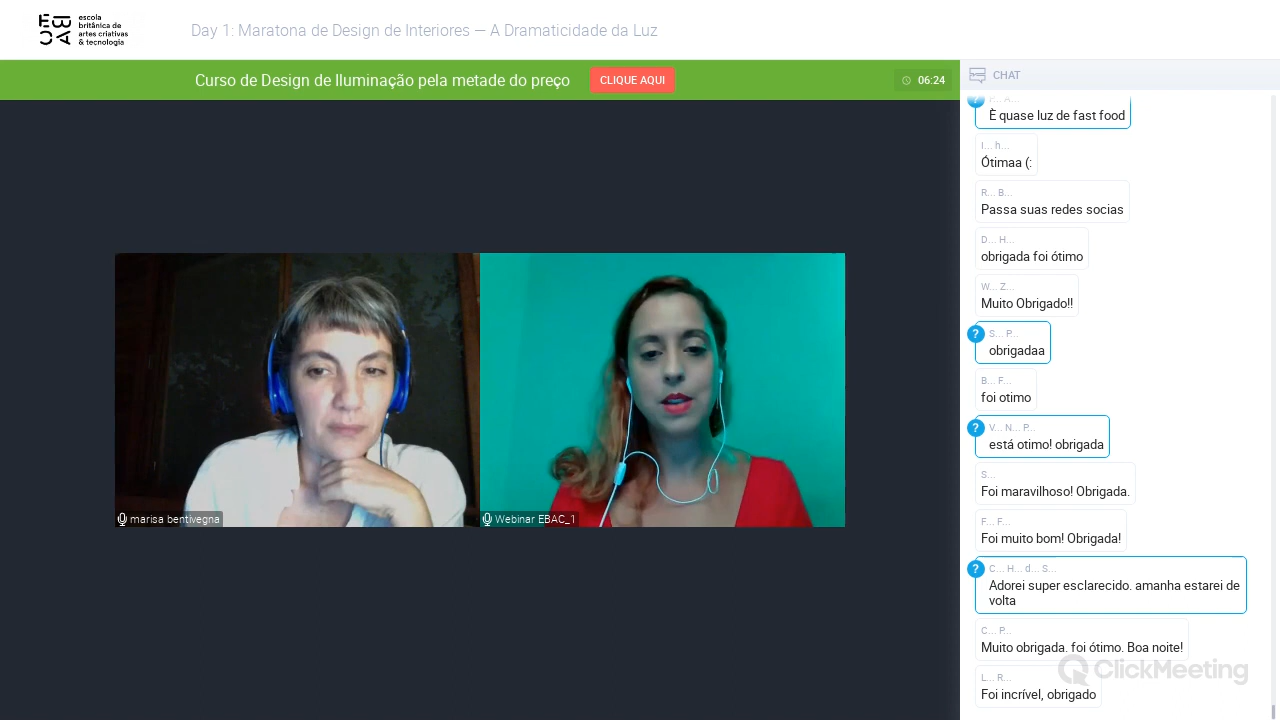 escola
britânica de
artes criativas
& tecnologia
EBAC
Day 1: Maratona de Design de Interiores — A Dramaticidade da Luz
Curso de Design de Iluminação pela metade do preço
CLIQUE AQUI
06:24
CHAT
P... A...
È quase luz de fast food
I... h...
Ótimaa (:
R... B...
Passa suas redes socias
D... H...
obrigada foi ótimo
W... Z...
Muito Obrigado!!
? S... P...
obrigadaa
B... F...
foi otimo
? V... N... P...
está otimo! obrigada
S...
Foi maravilhoso! Obrigada.
F... F...
Foi muito bom! Obrigada!
? C... H... d... S...
Adorei super esclarecido. amanha estarei de
volta
C... P...
Muito obrigada. foi ótimo. Boa noite!
L... R...
Foi incrível, obrigado
ClickMeeting
marisa bentivegna
Webinar EBAC_1